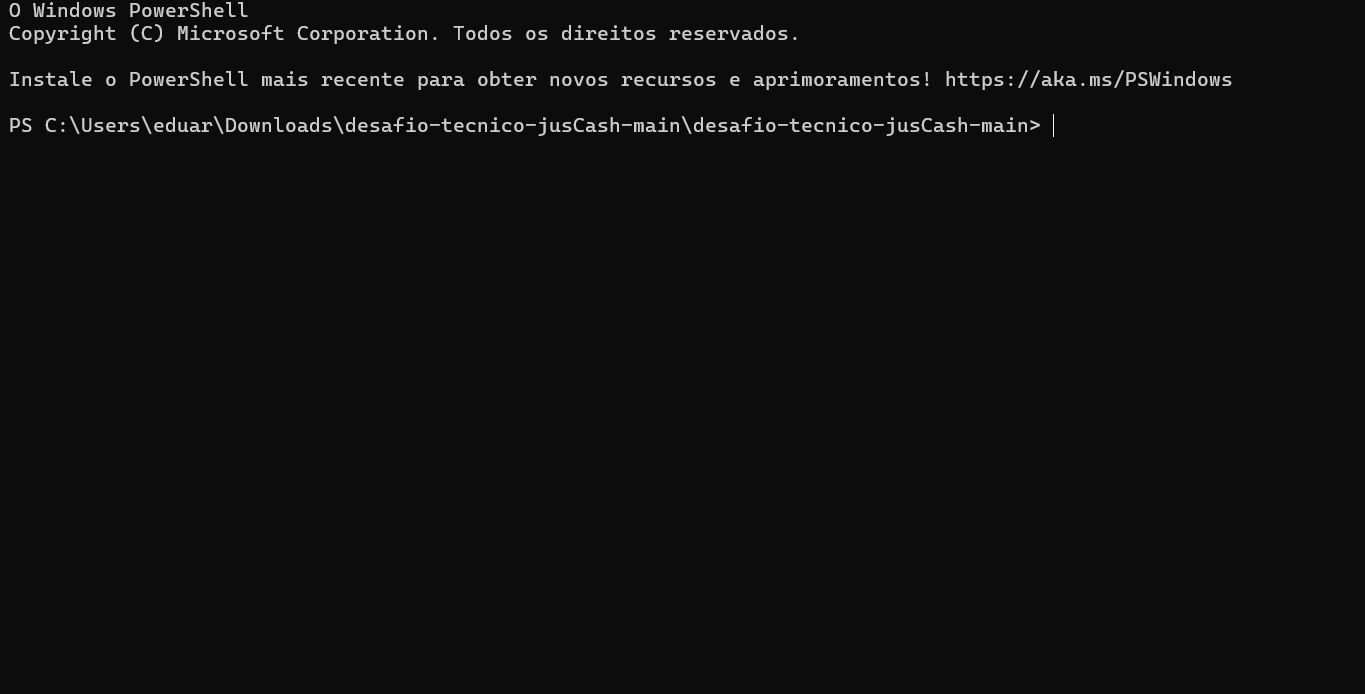 O Windows PowerShell
Copyright (C) Microsoft Corporation. Todos os direitos reservados.
Instale o PowerShell mais recente para obter novos recursos e aprimoramentos! https://aka.ms/PSWindows
PS C:\Users\eduar\Downloads\desafio-tecnico-jusCash-main\desafio-tecnico-jusCash-main>